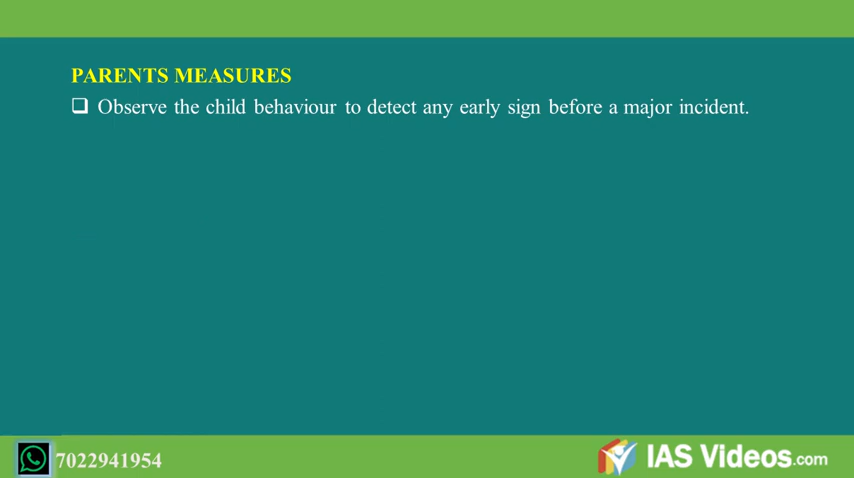 PARENTS MEASURES
Observe the child behaviour to detect any early sign before a major incident.
7022941954
IAS Videos.com